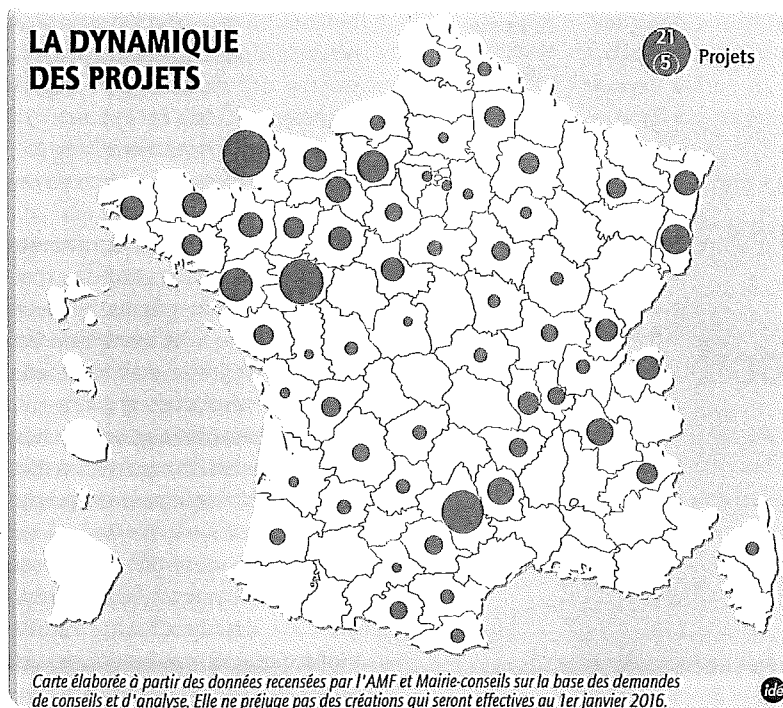 LA DYNAMIQUE
DES PROJETS
21
5
Projets
Carte élaborée à partir des données recensées par l'AMF et Mairie-conseils sur la base des demandes
de conseils et d'analyse. Elle ne préjuge pas des créations qui seront effectives au 1er janvier 2016.
idé